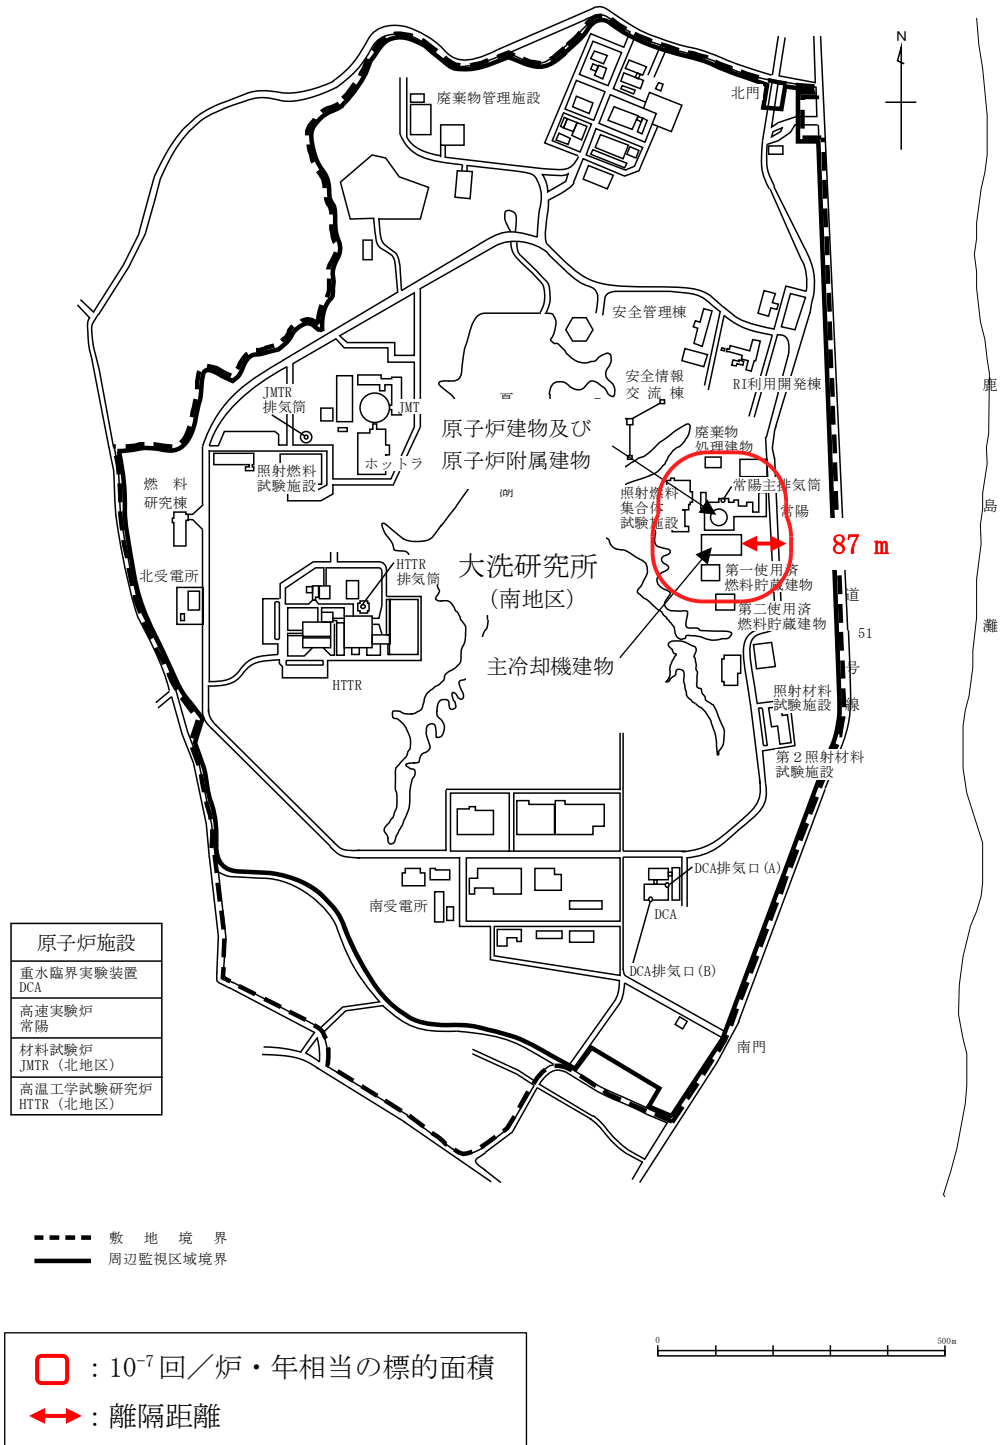 N
北門
廃棄物管理施設
安全管理棟
安全情報
交 流 棟
RI利用開発棟
鹿
島
灘
JMTR
排気筒
JMT
夏
原子炉建物及び
原子炉附属建物
廃棄物
処理建物
ホットラ
照射燃料
試験施設
湖
照射燃料
集合体
試験施設
常陽主排気筒
常陽
燃 料
研究棟
87 m
北受電所
HTTR
排気筒
大洗研究所
(南地区)
第一使用済
燃料貯蔵建物
第二使用済
燃料貯蔵建物
道
51
号
線
主冷却機建物
HTTR
照射材料
試験施設
第2照射材料
試験施設
DCA排気口(A)
南受電所
DCA
DCA排気口(B)
南門
原子炉施設
重水臨界実験装置
DCA
高速実験炉
常陽
材料試験炉
JMTR (北地区)
高温工学試験研究炉
HTTR (北地区)
敷 地 境 界
周辺監視区域境界
0 500m
：10⁻⁷回／炉・年相当の標的面積
：離隔距離